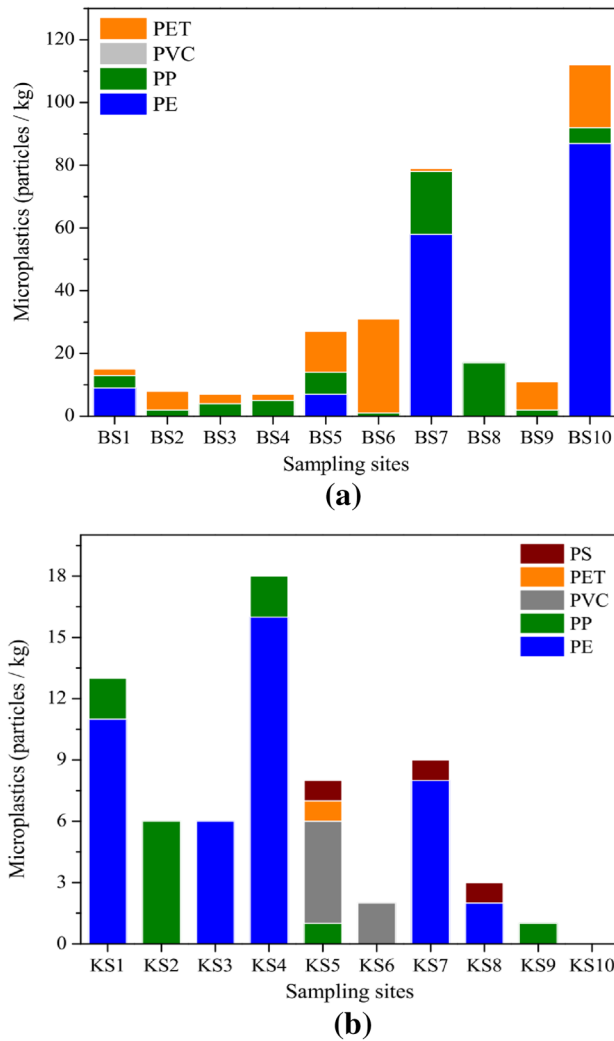 PET
PVC
PP
PE
Microplastics (particles / kg)
120
100
80
60
40
20
0
BS1 BS2 BS3 BS4 BS5 BS6 BS7 BS8 BS9 BS10
Sampling sites
(a)
PS
PET
PVC
PP
PE
Microplastics (particles / kg)
18
15
12
9
6
3
0
KS1 KS2 KS3 KS4 KS5 KS6 KS7 KS8 KS9 KS10
Sampling sites
(b)